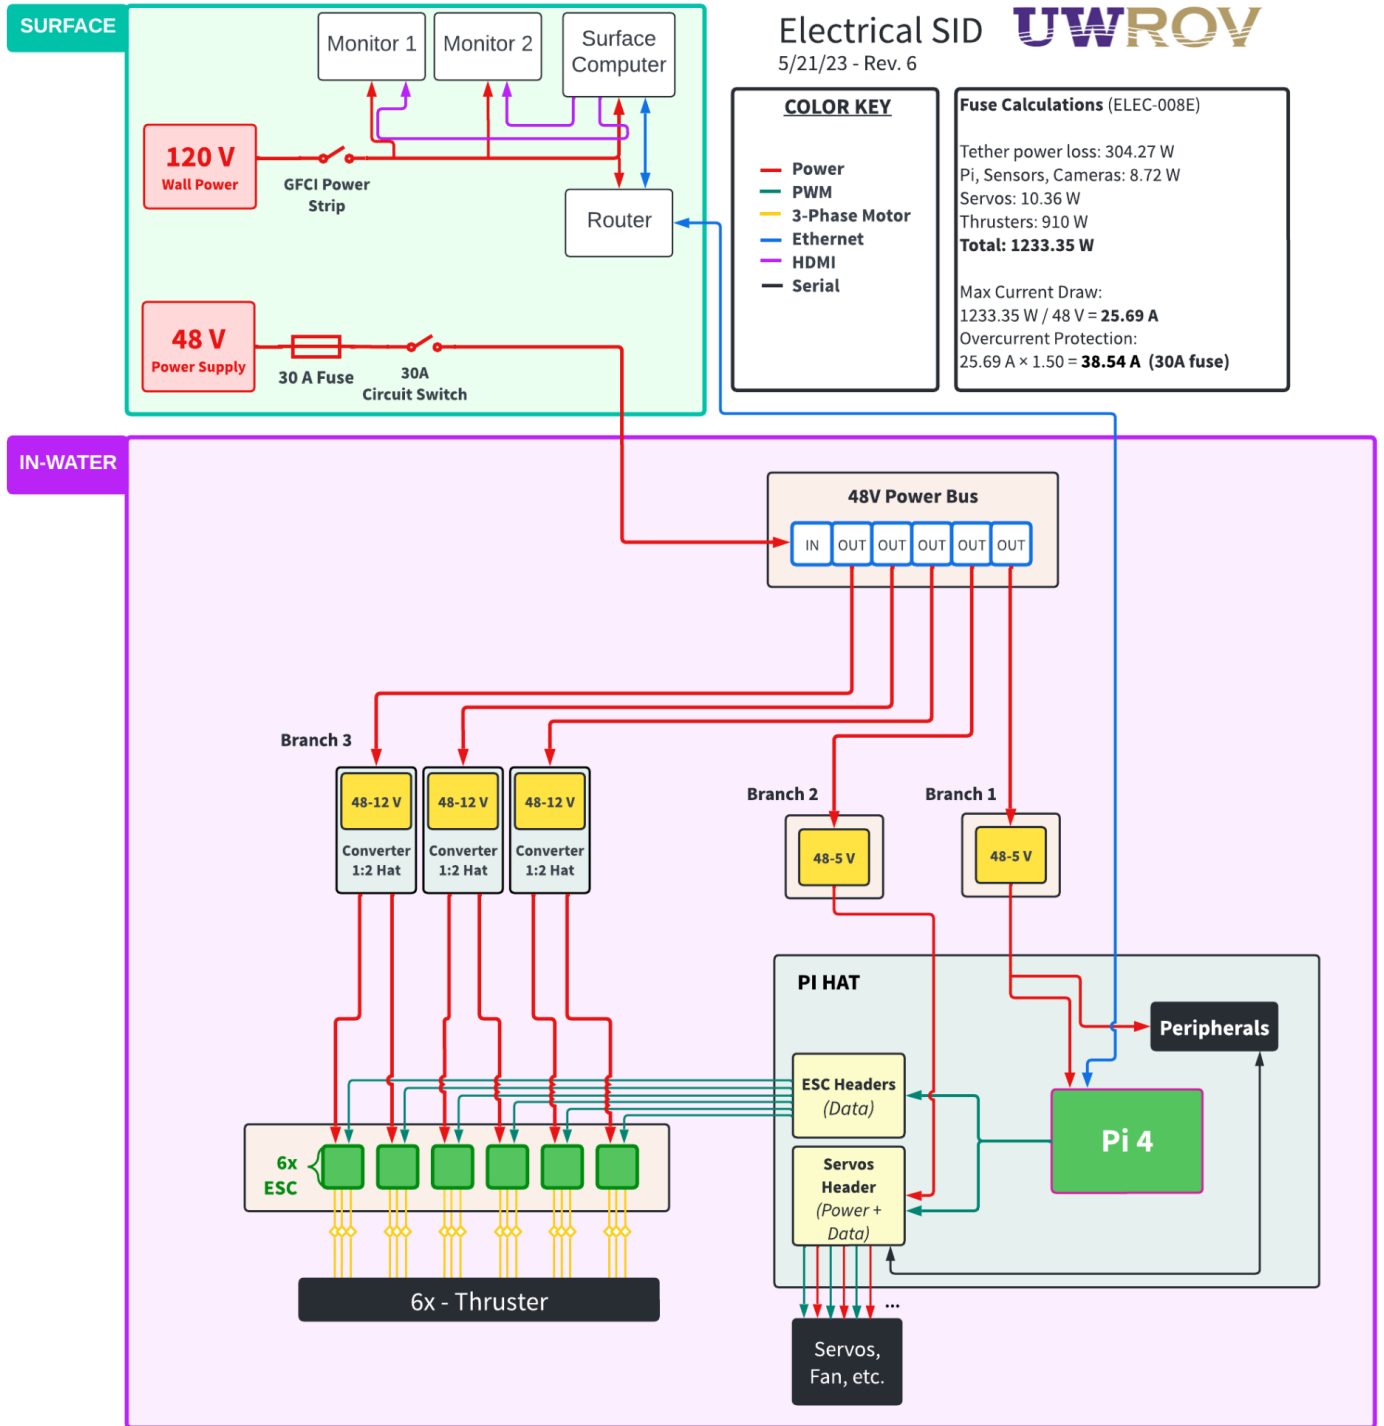 SURFACE
Monitor 1
Monitor 2
Surface
Computer
Electrical SID
5/21/23 - Rev. 6
UWROV
120 V
Wall Power
GFCI Power
Strip
Router
48 V
Power Supply
30 A Fuse
30A
Circuit Switch
COLOR KEY
Power
PWM
3-Phase Motor
Ethernet
HDMI
Serial
Fuse Calculations (ELEC-008E)
Tether power loss: 304.27 W
Pi, Sensors, Cameras: 8.72 W
Servos: 10.36 W
Thrusters: 910 W
Total: 1233.35 W
Max Current Draw:
1233.35 W / 48 V = 25.69 A
Overcurrent Protection:
25.69 A × 1.50 = 38.54 A (30A fuse)
IN-WATER
48V Power Bus
IN OUT OUT OUT OUT OUT
Branch 3
48-12 V
Converter
1:2 Hat
48-12 V
Converter
1:2 Hat
48-12 V
Converter
1:2 Hat
Branch 2
48-5 V
Branch 1
48-5 V
PI HAT
Peripherals
ESC Headers
(Data)
Pi 4
Servos
Header
(Power +
Data)
6x
ESC
6x - Thruster
...
Servos,
Fan, etc.